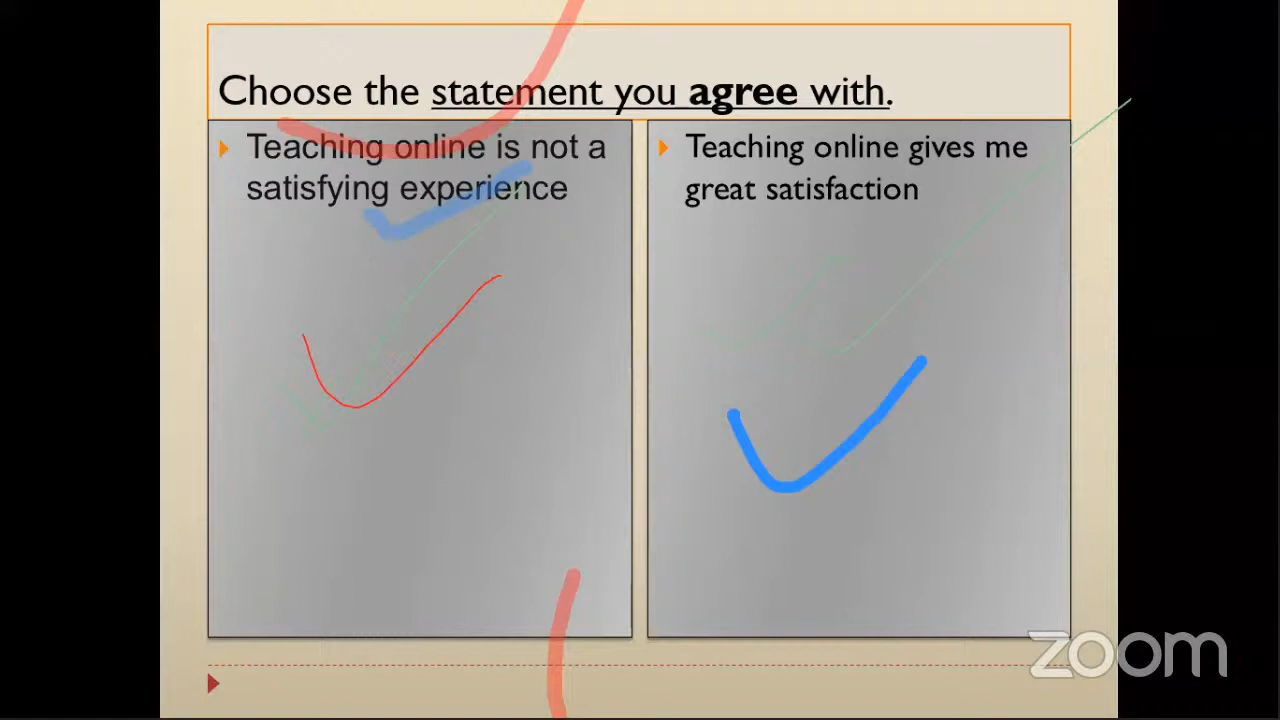 Choose the statement you agree with.
Teaching online is not a
satisfying experience
Teaching online gives me
great satisfaction
zoom